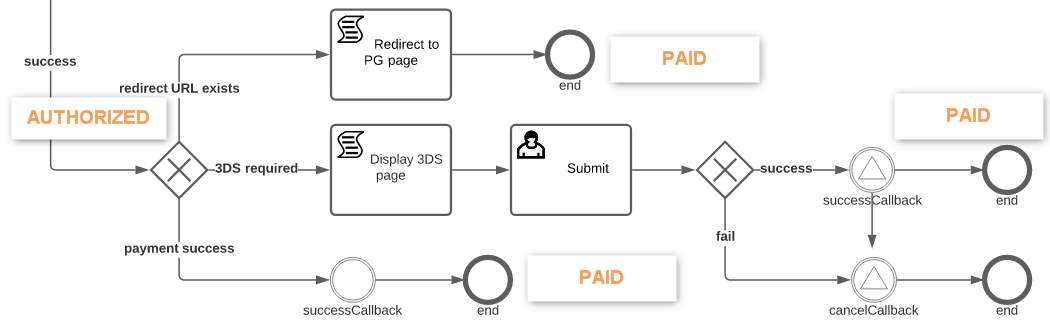 success
AUTHORIZED
redirect URL exists
Redirect to
PG page
end
PAID
3DS required
Display 3DS
page
Submit
success
successCallback
end
PAID
fail
cancelCallback
end
payment success
successCallback
end
PAID